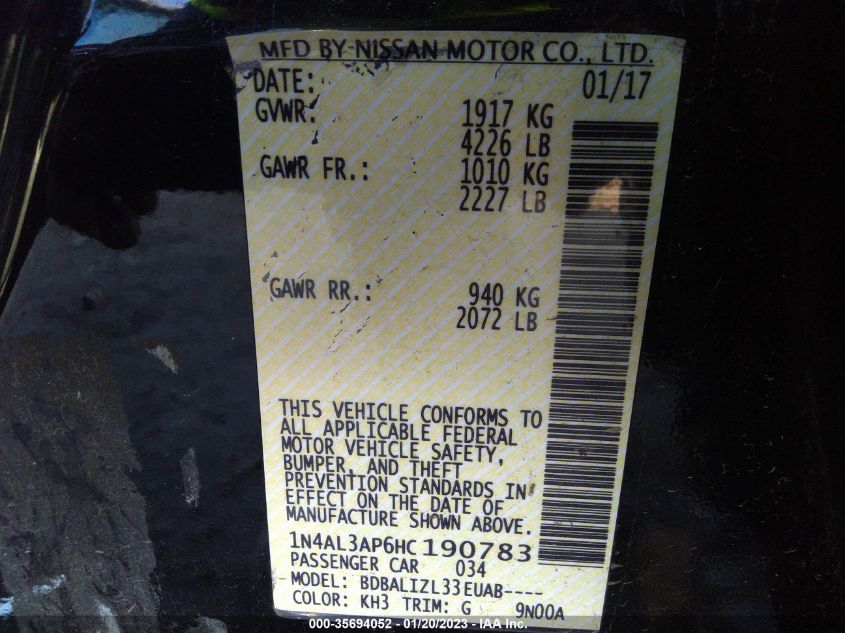 MFD BY NISSAN MOTOR CO., LTD.
DATE: 01/17
GVWR: 1917 KG
4226 LB
GAWR FR.: 1010 KG
2227 LB
GAWR RR.: 940 KG
2072 LB
THIS VEHICLE CONFORMS TO
ALL APPLICABLE FEDERAL
MOTOR VEHICLE SAFETY,
BUMPER, AND THEFT
PREVENTION STANDARDS IN
EFFECT ON THE DATE OF
MANUFACTURE SHOWN ABOVE.
1N4AL3AP6HC190783
PASSENGER CAR 034
MODEL: BDBALIZL33EUAB----
COLOR: KH3 TRIM: G 9N00A
000-35694052 - 01/20/2023 - IAA Inc.